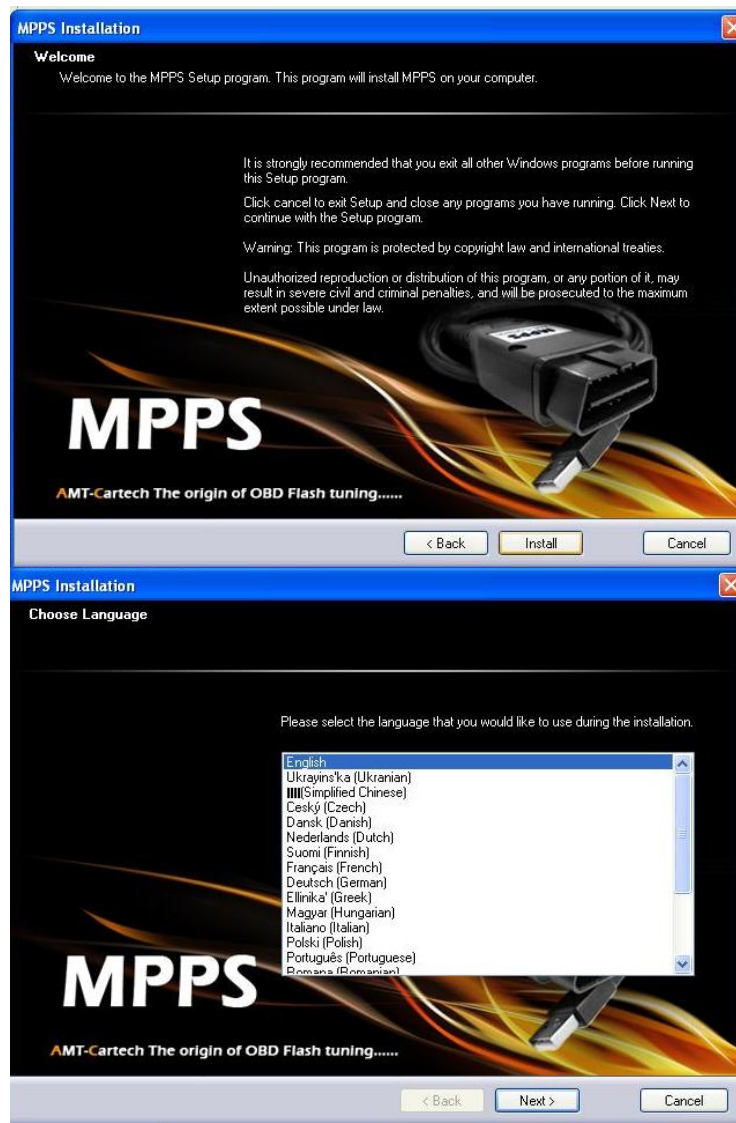 MPPS Installation
Welcome
Welcome to the MPPS Setup program. This program will install MPPS on your computer.
It is strongly recommended that you exit all other Windows programs before running
this Setup program.
Click cancel to exit Setup and close any programs you have running. Click Next to
continue with the Setup program.
Warning: This program is protected by copyright law and international treaties.
Unauthorized reproduction or distribution of this program, or any portion of it, may
result in severe civil and criminal penalties, and will be prosecuted to the maximum
extent possible under law.
MPPS
MPPS
AMT-Cartech The origin of OBD Flash tuning......
< Back
Install
Cancel
MPPS Installation
Choose Language
Please select the language that you would like to use during the installation.
English
Ukrayins'ka (Ukranian)
(Simplified Chinese)
Ceský (Czech)
Dansk (Danish)
Nederlands (Dutch)
Suomi (Finnish)
Français (French)
Deutsch (German)
Ellinika' (Greek)
Magyar (Hungarian)
Italiano (Italian)
Polski (Polish)
Português (Portuguese)
Romana (Romanian)
MPPS
AMT-Cartech The origin of OBD Flash tuning......
< Back
Next >
Cancel